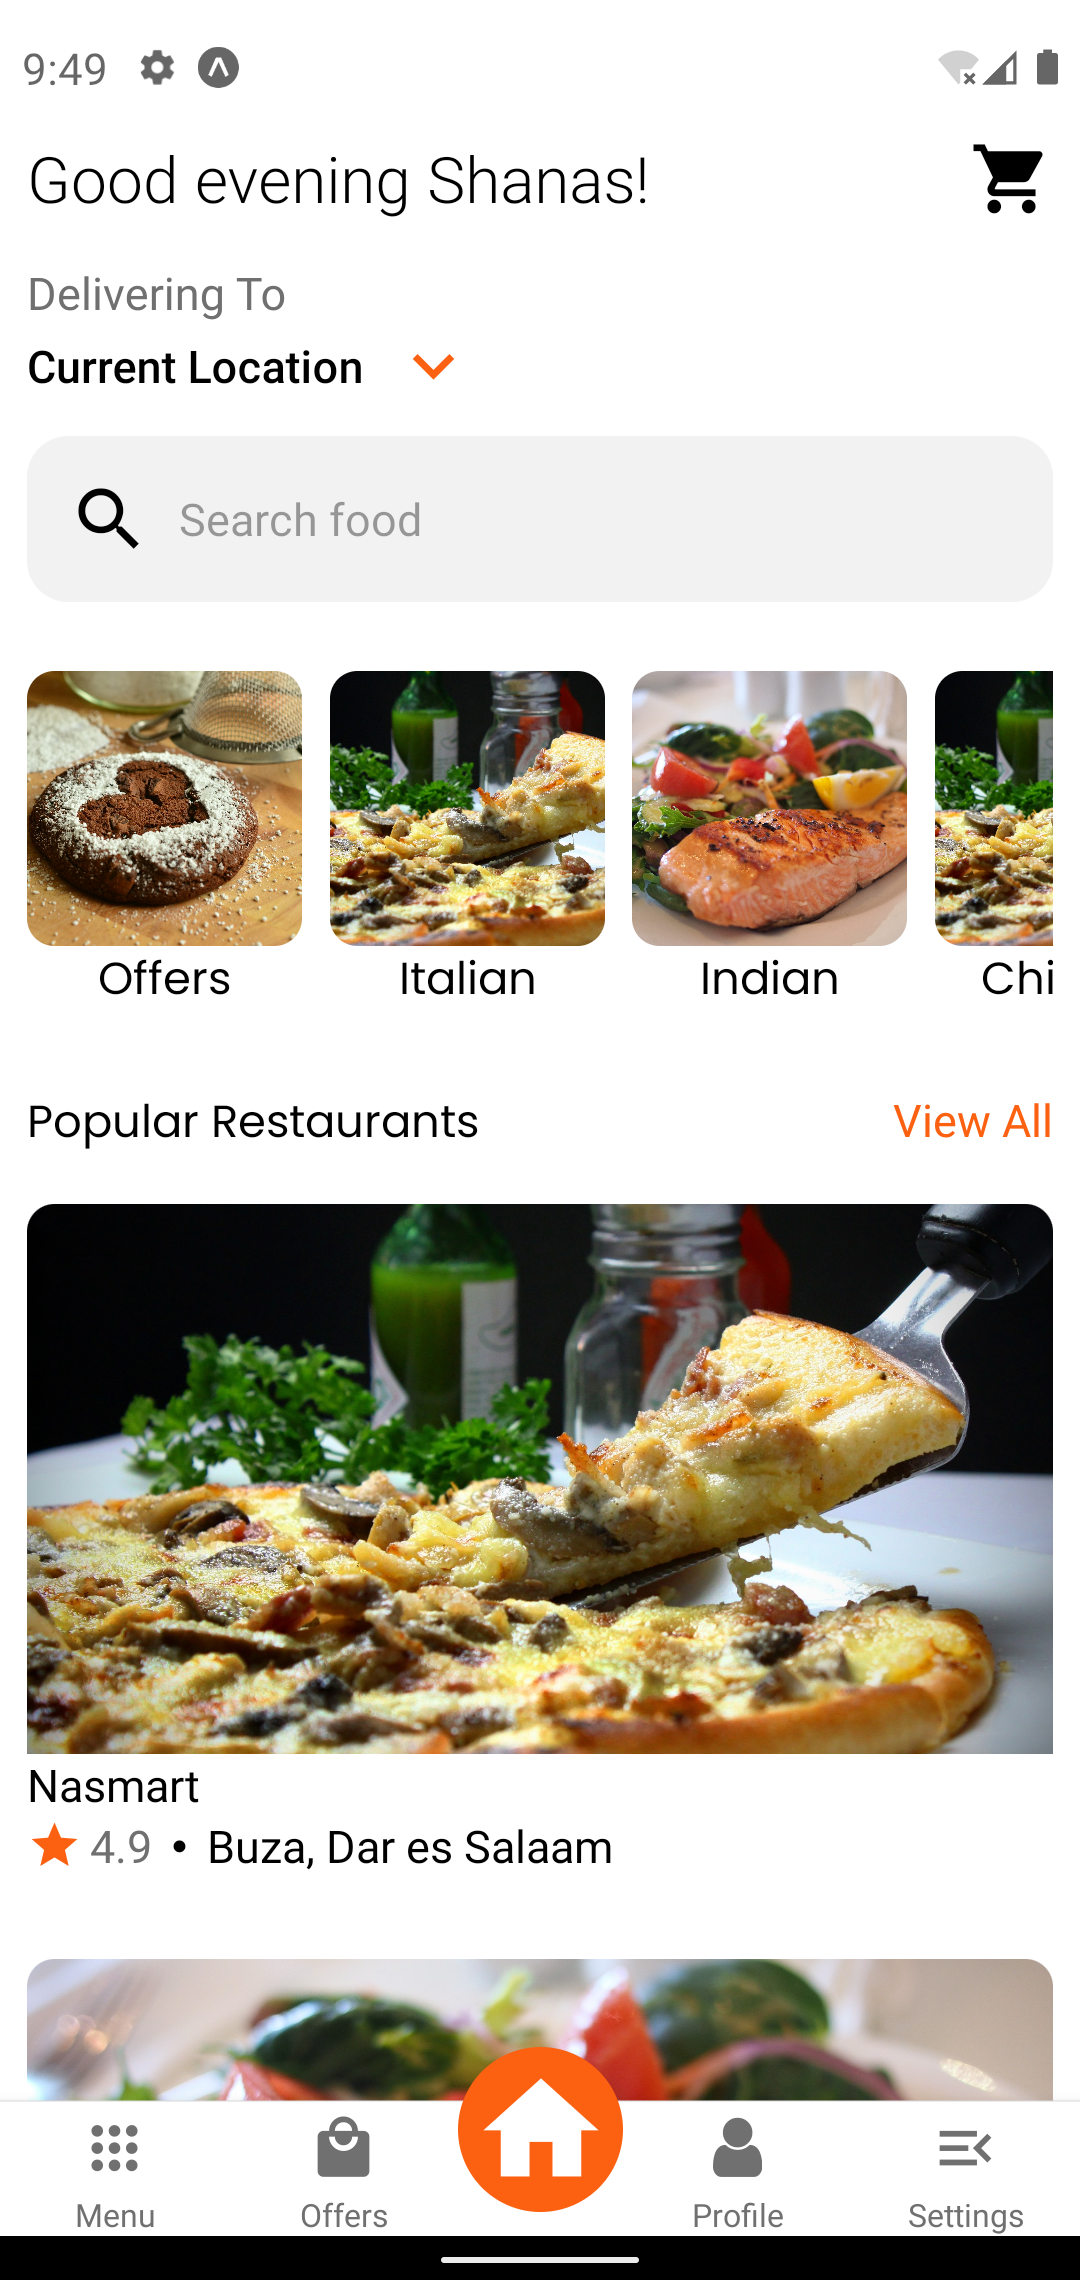 9:49
Good evening Shanas!
Delivering To
Current Location
Search food
Offers Italian Indian Chi
Popular Restaurants View All
Nasmart
4.9 • Buza, Dar es Salaam
Menu Offers Profile Settings